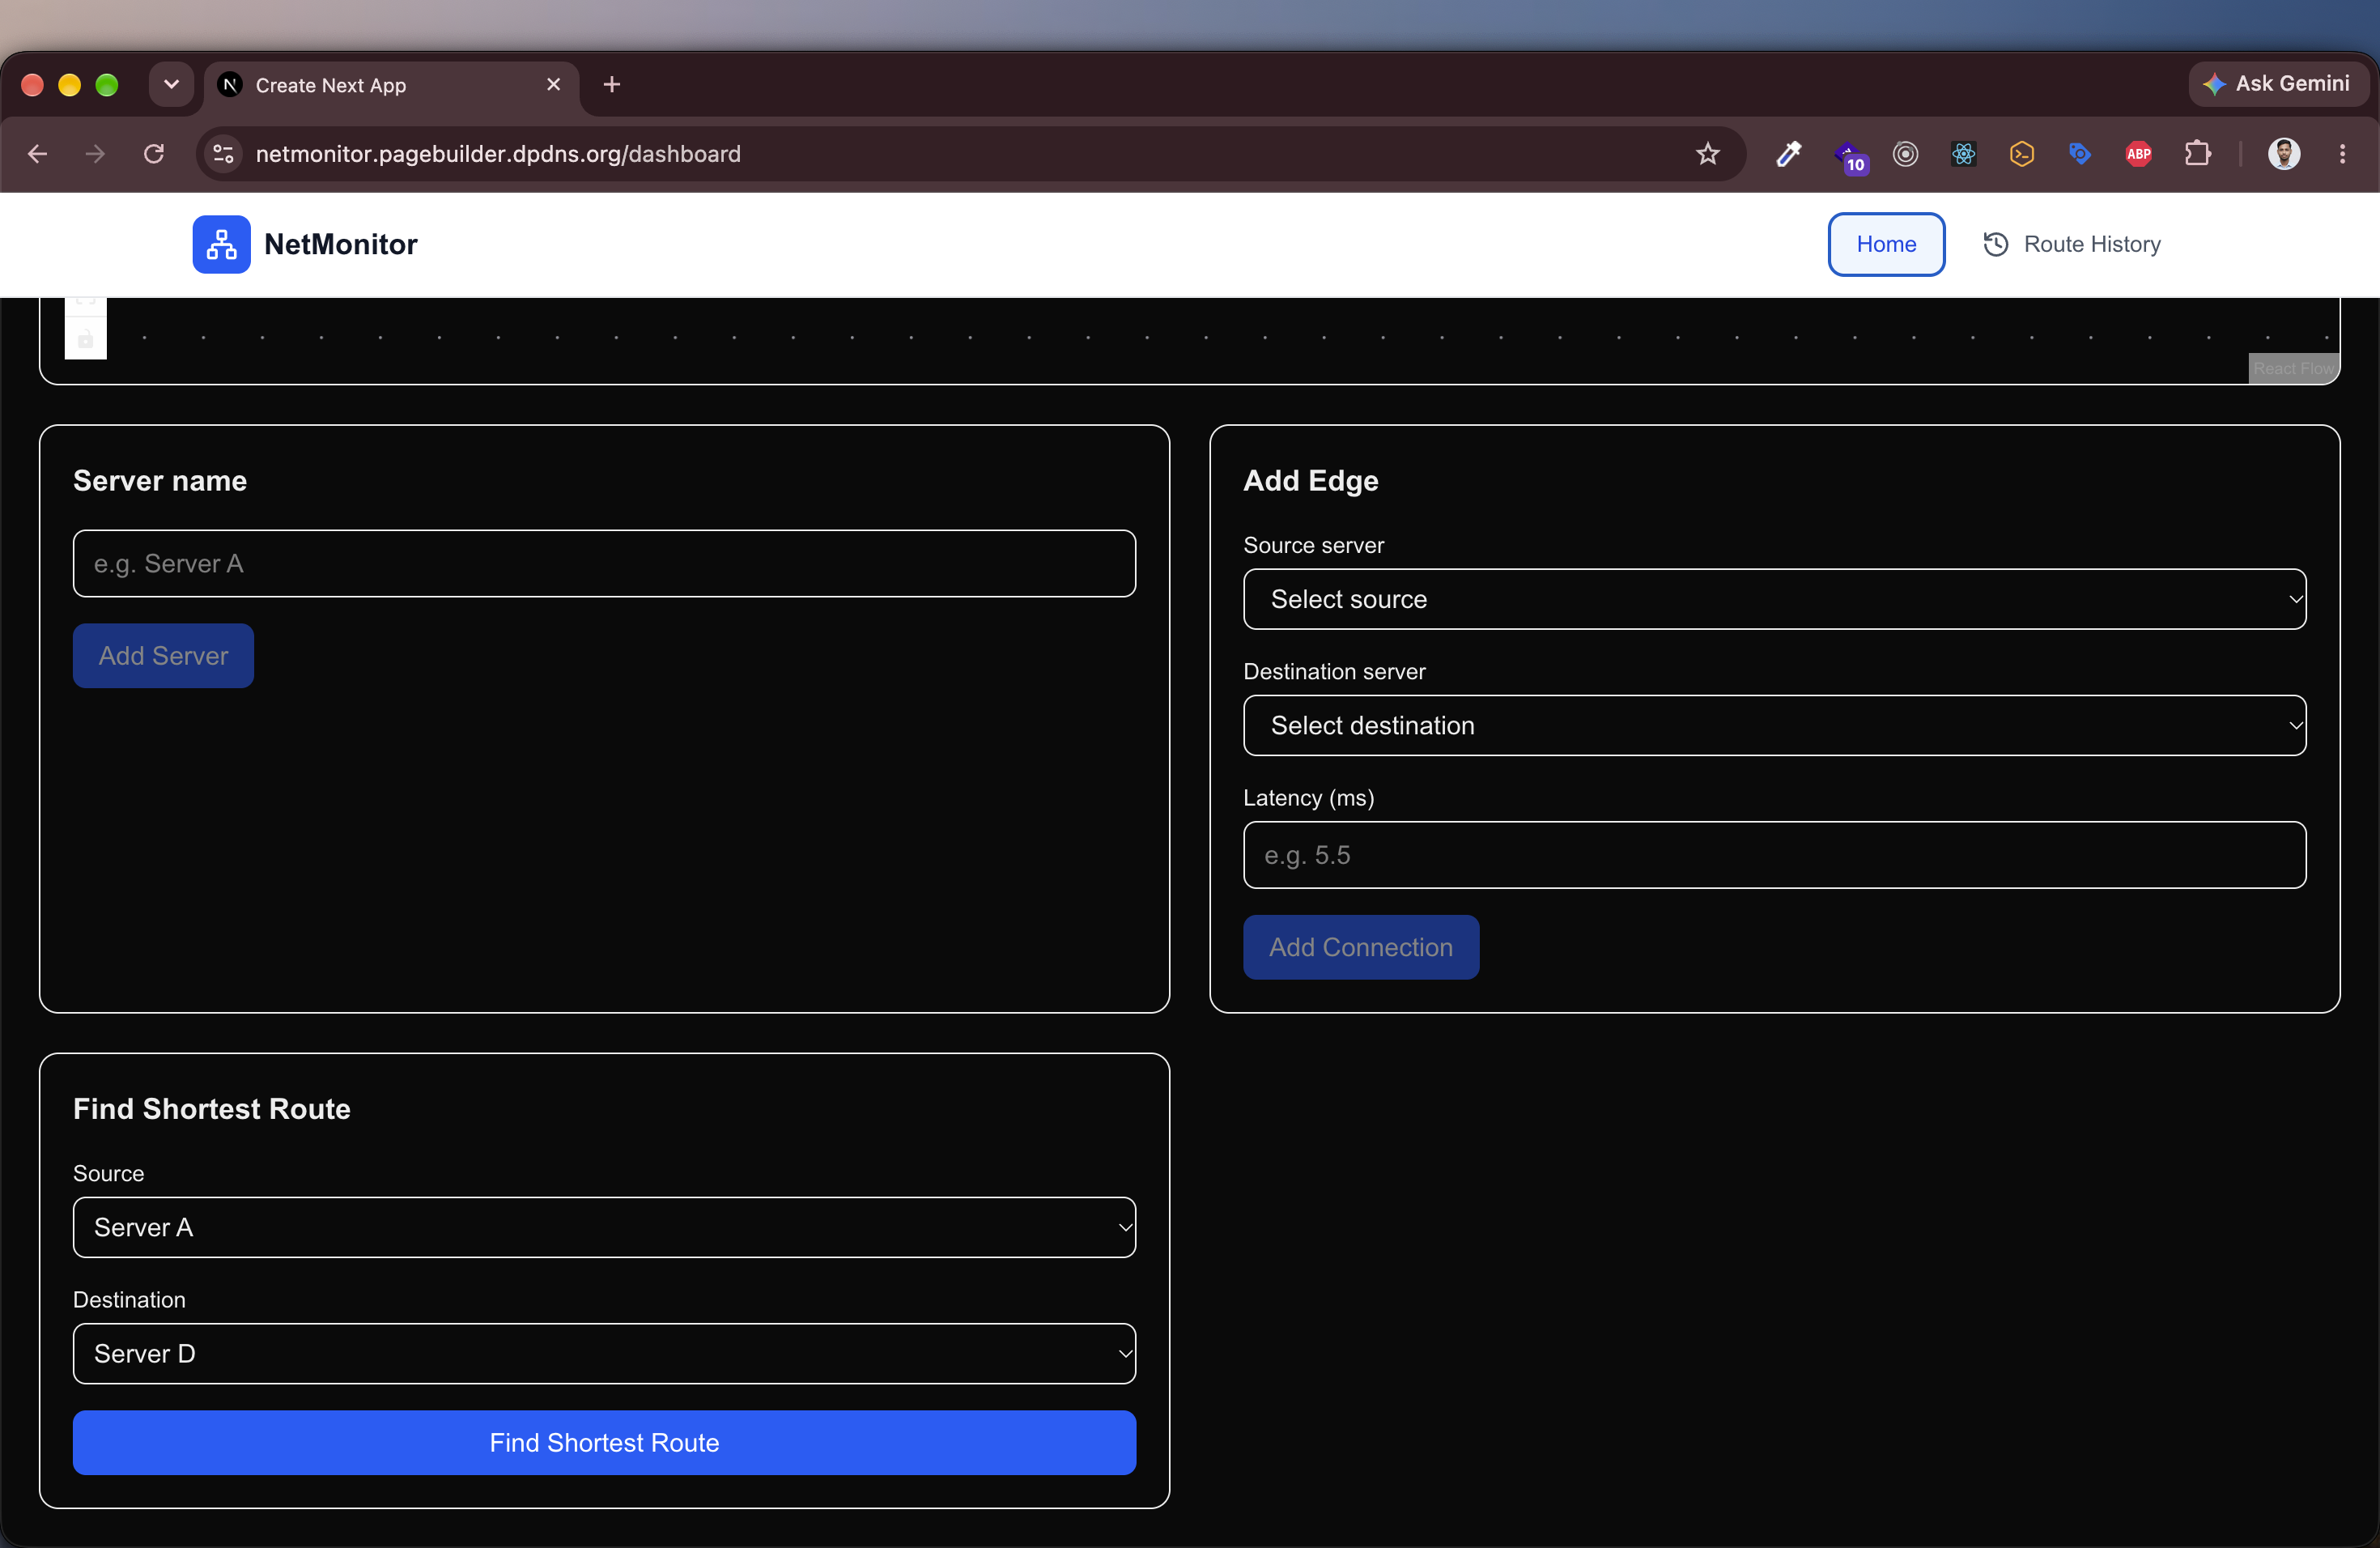 Create Next App
Ask Gemini
netmonitor.pagebuilder.dpdns.org/dashboard
10
ABP
NetMonitor
Home
Route History
React Flow
Server name
e.g. Server A
Add Server
Add Edge
Source server
Select source
Destination server
Select destination
Latency (ms)
e.g. 5.5
Add Connection
Find Shortest Route
Source
Server A
Destination
Server D
Find Shortest Route